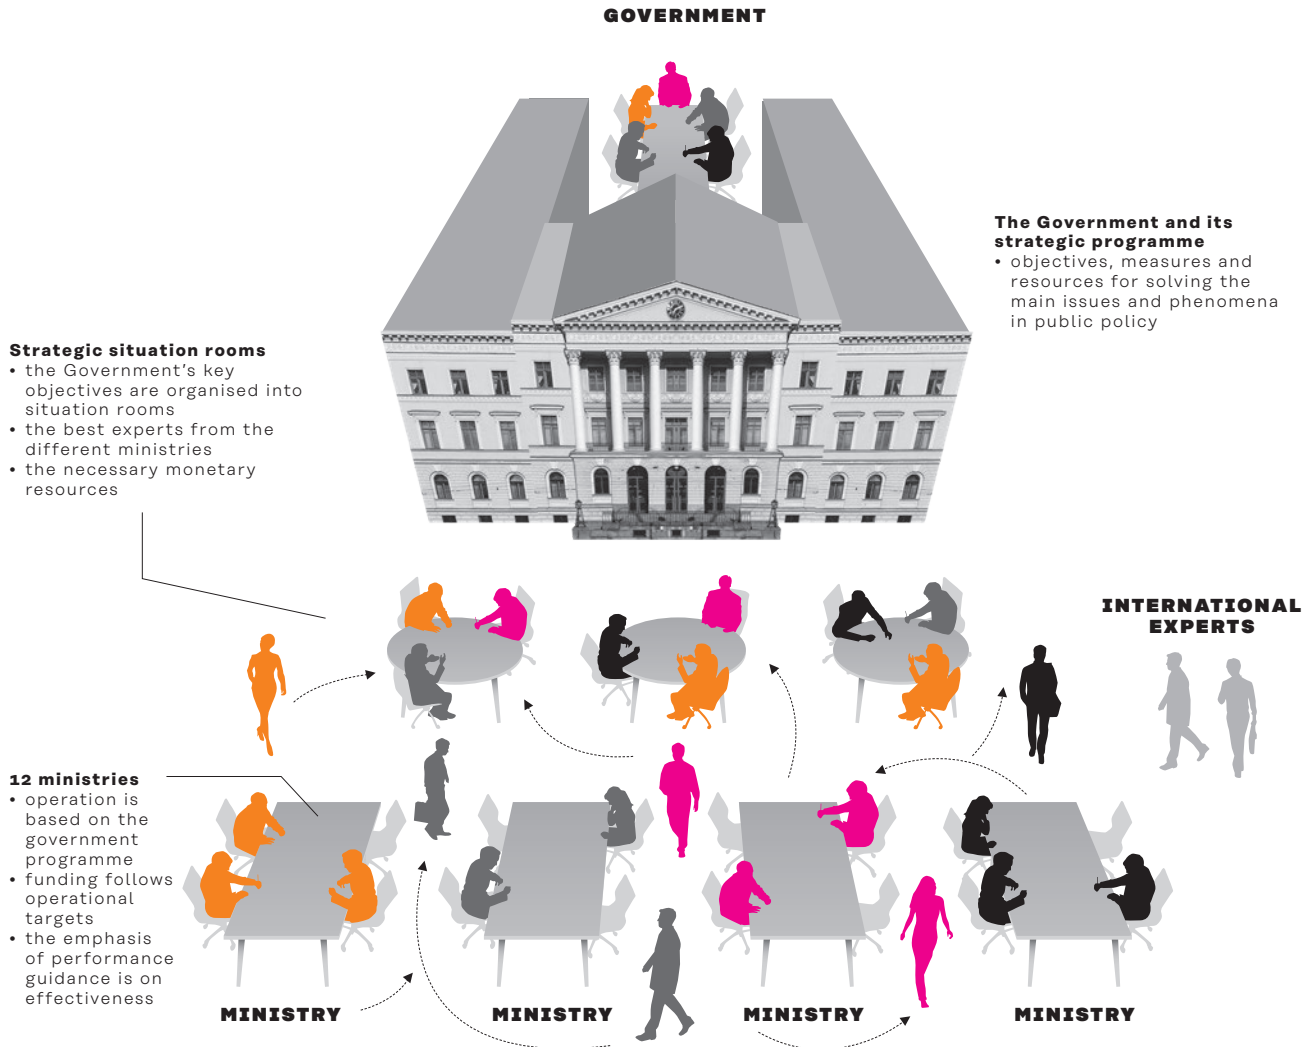 GOVERNMENT
The Government and its
strategic programme
• objectives, measures and
resources for solving the
main issues and phenomena
in public policy
Strategic situation rooms
• the Government's key
objectives are organised into
situation rooms
• the best experts from the
different ministries
• the necessary monetary
resources
INTERNATIONAL
EXPERTS
12 ministries
• operation is
based on the
government
programme
• funding follows
operational
targets
• the emphasis
of performance
guidance is on
effectiveness
MINISTRY
MINISTRY
MINISTRY
MINISTRY